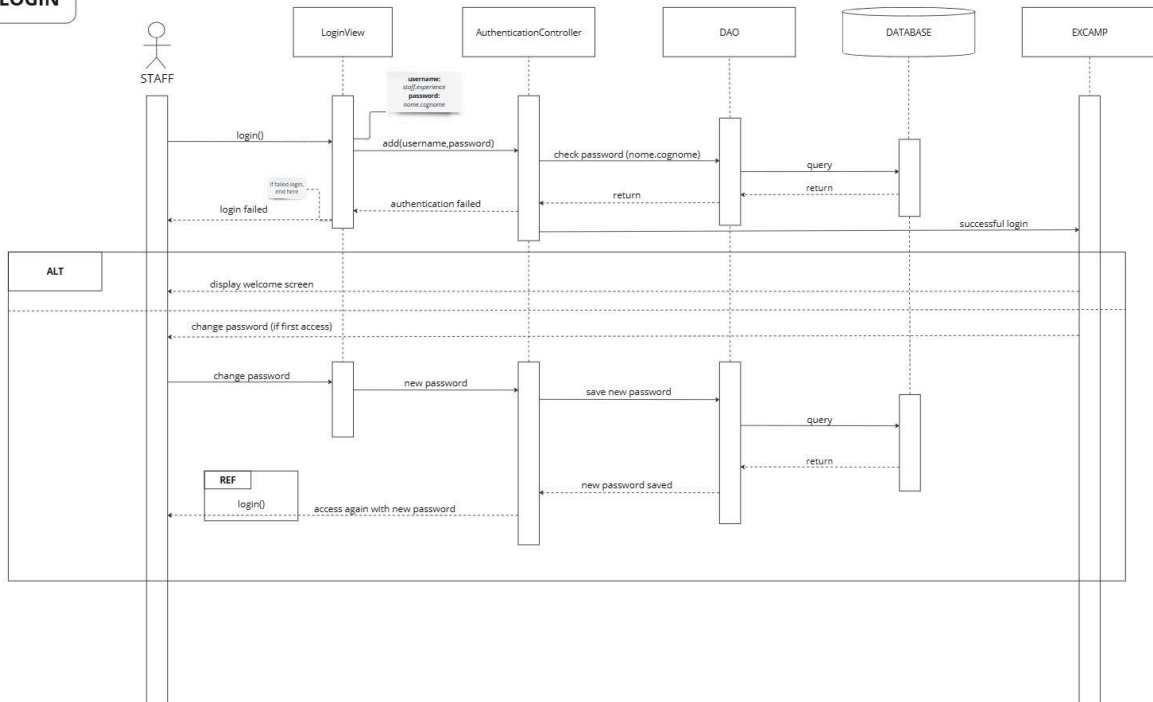 LOGIN
STAFF
LoginView
AuthenticationController
DAO
DATABASE
EXCAMP
username:
staff.experience
password:
nome.cognome
login()
add(username,password)
check password (nome.cognome)
query
return
return
authentication failed
if failed login,
end here
login failed
successful login
ALT
display welcome screen
change password (if first access)
change password
new password
save new password
query
return
new password saved
REF
login()
access again with new password